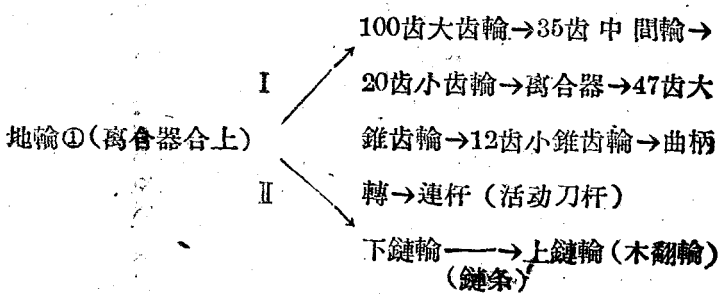 100齿大齿輪→35齿中間輪→
I
20齿小齿輪→离合器→47齿大
地輪①(离合器合上)
錐齿輪→12齿小錐齿輪→曲柄
II
轉→連杆(活动刀杆)
下鏈輪——→上鏈輪(木翻輪)
(鏈条)